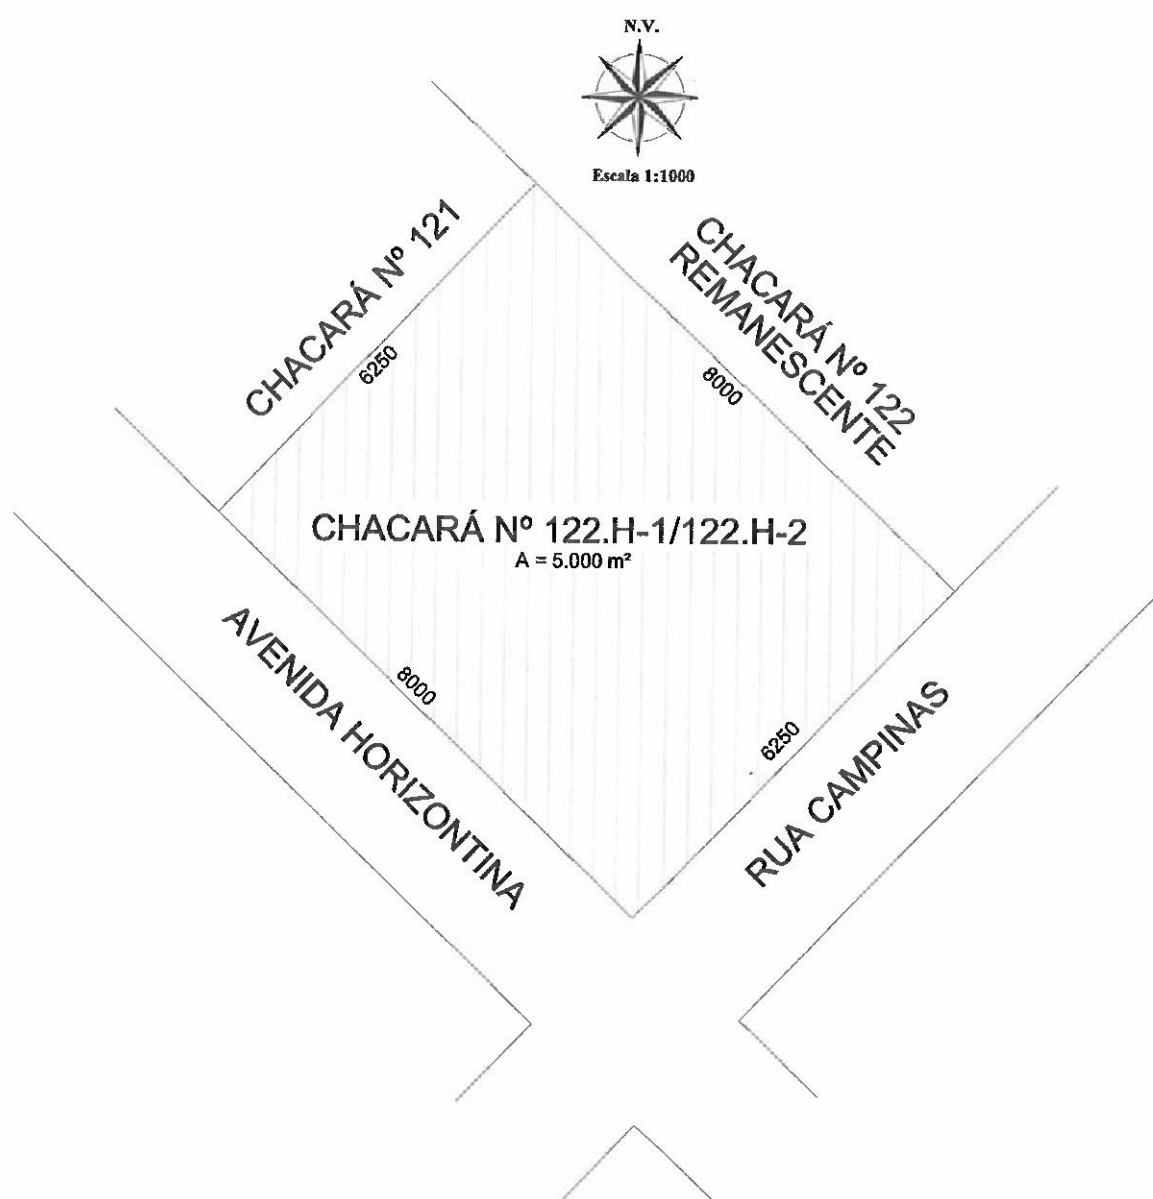 N.V.
Escala 1:1000
CHACARÁ Nº 121
6250
CHACARÁ Nº 122
REMANESCENTE
8000
CHACARÁ Nº 122.H-1/122.H-2
A = 5.000 m²
AVENIDA HORIZONTINA
8000
6250
RUA CAMPINAS